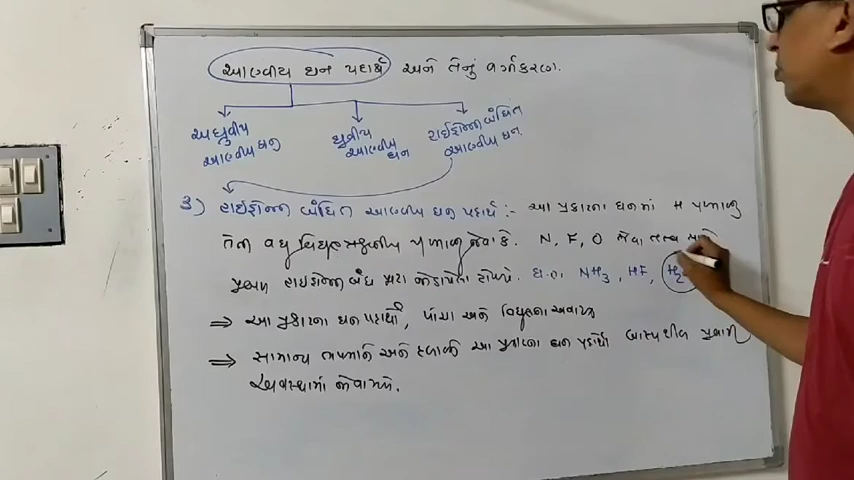 આણ્વીય ઘન પદાર્થ અને તેનું વર્ગીકરણ.
અધ્રુવીય આણ્વીય ઘન
ધ્રુવીય આણ્વીય ઘન
હાઈડ્રોજન બંધિત આણ્વીય ઘન.
3) હાઈડ્રોજન બંધિત આણ્વીય ઘન પદાર્થ :- આ પ્રકારના ઘનમાં H પરમાણુ
તેના વધુ વિદ્યુતઋણીય પરમાણુ જેવા કે. N, F, O જેવા તત્વ
પ્રબળ હાઈડ્રોજન બંધ દ્વારા જોડાયેલા હોય છે. દા.ત. NH3, HF, H2
⇒ આ પ્રકારના ઘન પદાર્થો, પોચા અને વિદ્યુતના અવાહક
⇒ સામાન્ય તાપમાને અને દબાણે આ પ્રકારના ઘન પદાર્થો બાષ્પશીલ પ્રવાહી
અવસ્થામાં જોવા મળે.